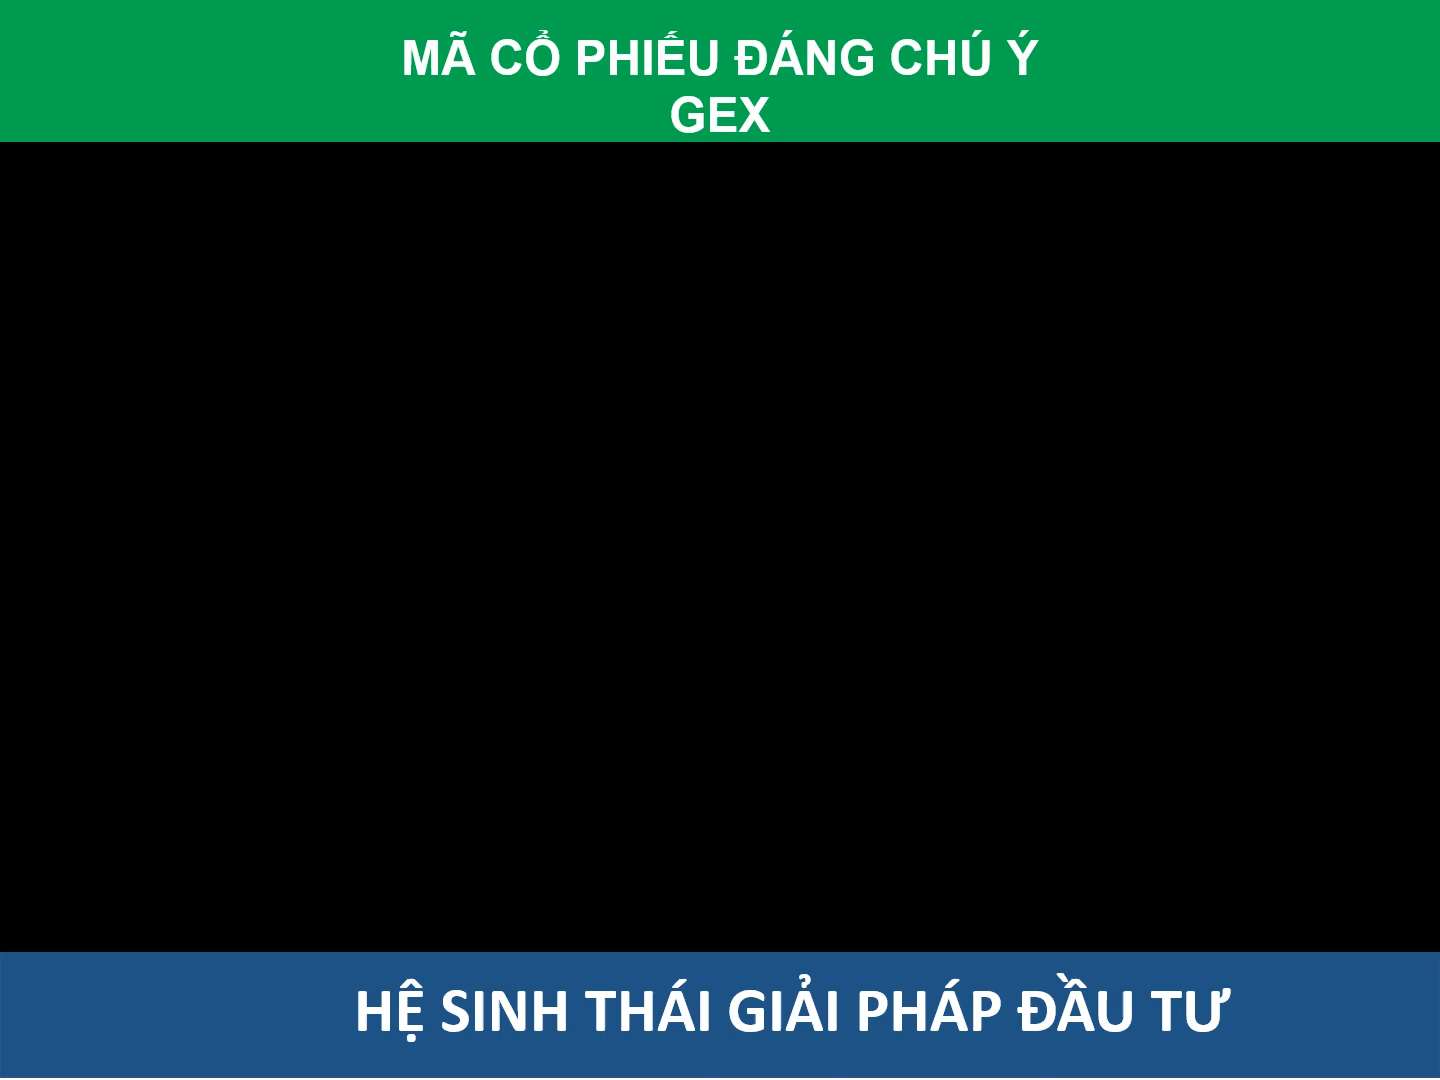 MÃ CỔ PHIẾU ĐÁNG CHÚ Ý
GEX
HỆ SINH THÁI GIẢI PHÁP ĐẦU TƯ